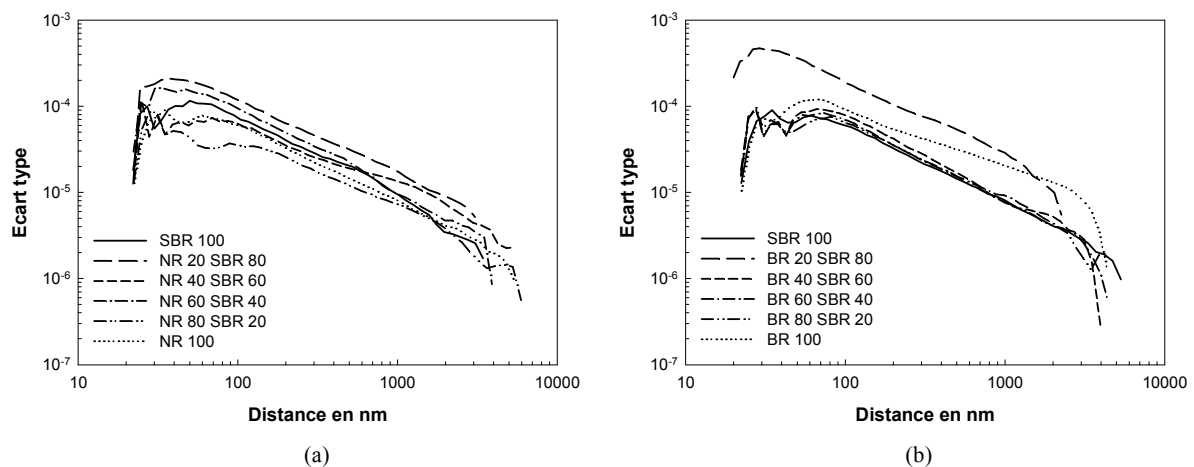 10⁻³
10⁻⁴
10⁻⁵
10⁻⁶
10⁻⁷
Ecart type
SBR 100
NR 20 SBR 80
NR 40 SBR 60
NR 60 SBR 40
NR 80 SBR 20
NR 100
10 100 1000 10000
Distance en nm
(a)
10⁻³
10⁻⁴
10⁻⁵
10⁻⁶
10⁻⁷
Ecart type
SBR 100
BR 20 SBR 80
BR 40 SBR 60
BR 60 SBR 40
BR 80 SBR 20
BR 100
10 100 1000 10000
Distance en nm
(b)